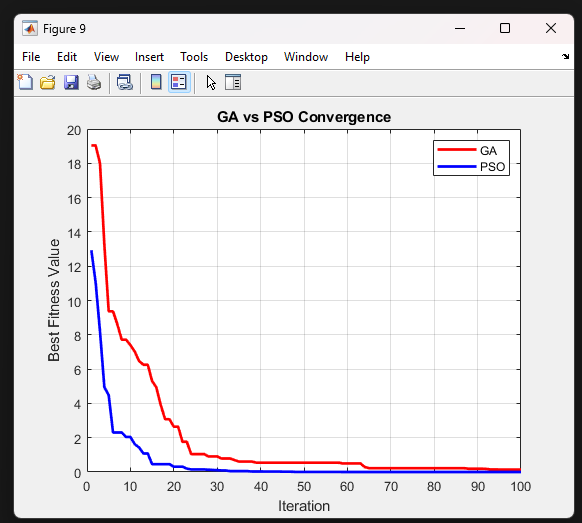 Figure 9
File Edit View Insert Tools Desktop Window Help
GA vs PSO Convergence
20
18
16
14
12
10
8
6
4
2
0
Best Fitness Value
GA
PSO
0 10 20 30 40 50 60 70 80 90 100
Iteration